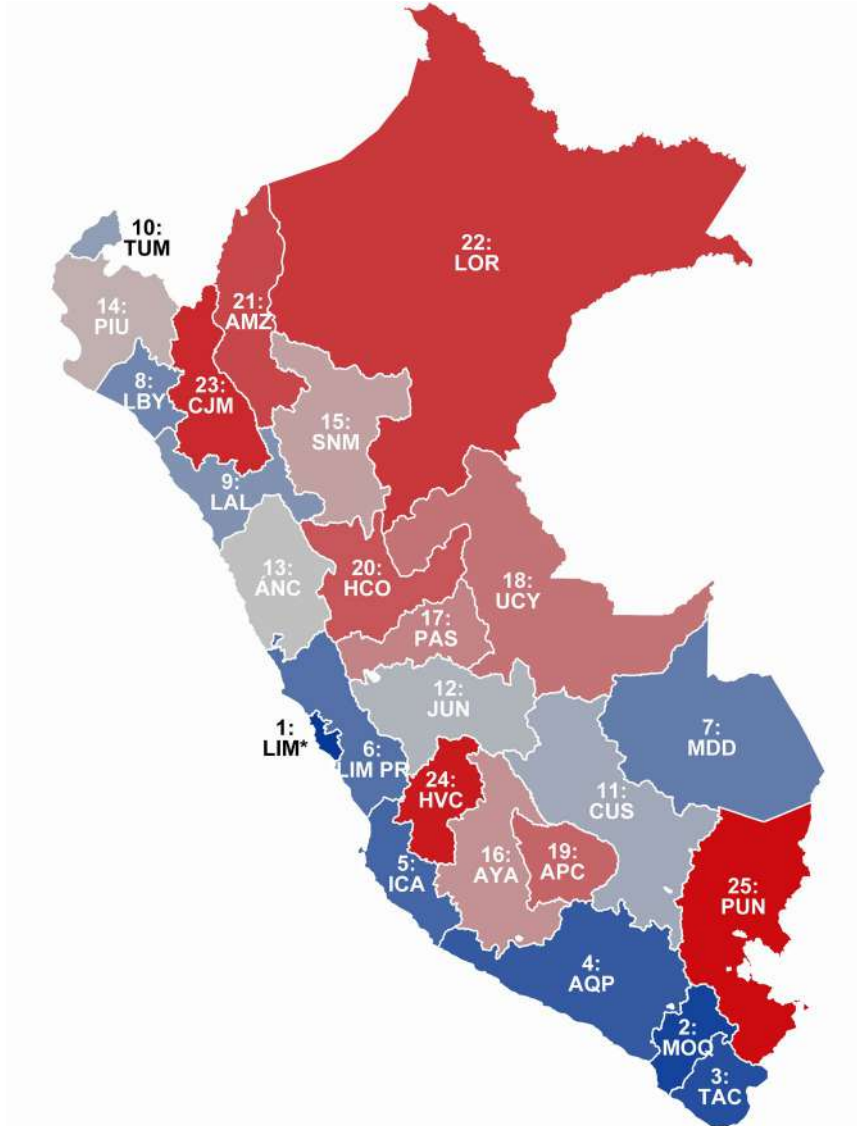 22:
LOR
10:
TUM
21:
AMZ
14:
PIU
8:
LBY
23:
CJM
15:
SNM
9:
LAL
13:
ÁNC
20:
HCO
18:
UCY
17:
PAS
12:
JUN
7:
MDD
1:
LIM*
6:
LIM PR
24:
HVC
11:
CUS
5:
ICA
16:
AYA
19:
APC
25:
PUN
4:
AQP
2:
MOQ
3:
TAC